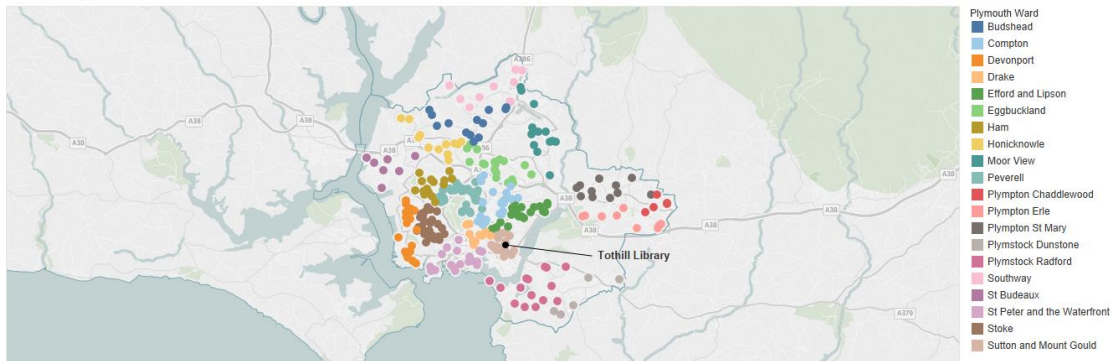 Plymouth Ward
Budshead
Compton
Devonport
Drake
Efford and Lipson
Eggbuckland
Ham
Honicknowle
Moor View
Peverell
Plympton Chaddlewood
Plympton Erle
Plympton St Mary
Plymstock Dunstone
Plymstock Radford
Southway
St Budeaux
St Peter and the Waterfront
Stoke
Sutton and Mount Gould
A386
A38
A38
A38
A38
A38
A38
A38
Tothill Library
A379